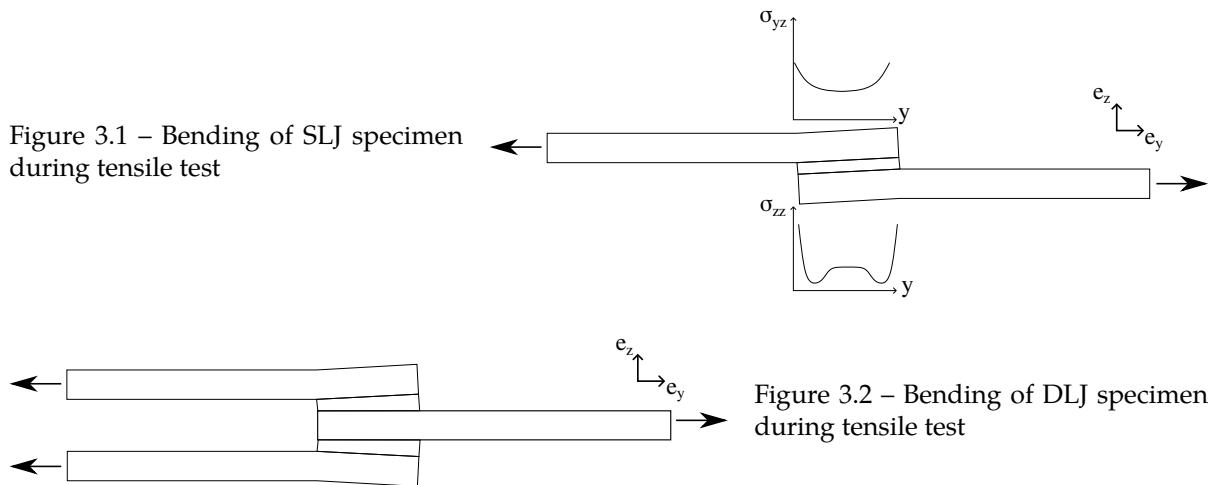 σyz
y
ez
ey
Figure 3.1 – Bending of SLJ specimen
during tensile test
σzz
y
ez
ey
Figure 3.2 – Bending of DLJ specimen
during tensile test